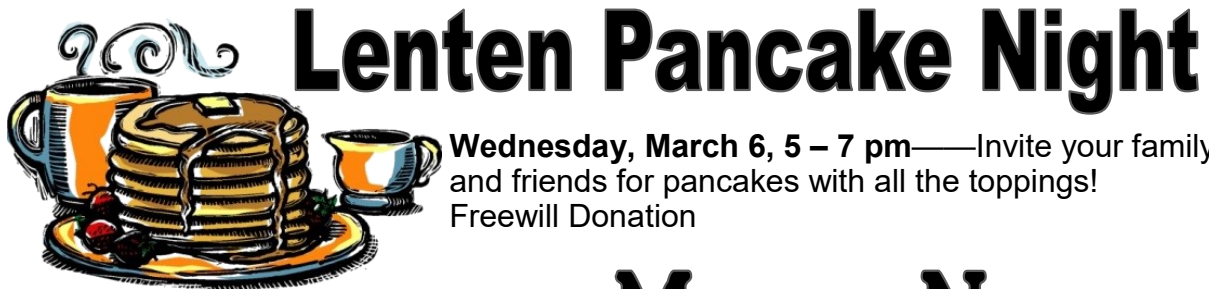 Lenten Pancake Night
Wednesday, March 6, 5 – 7 pm——Invite your family
and friends for pancakes with all the toppings!
Freewill Donation